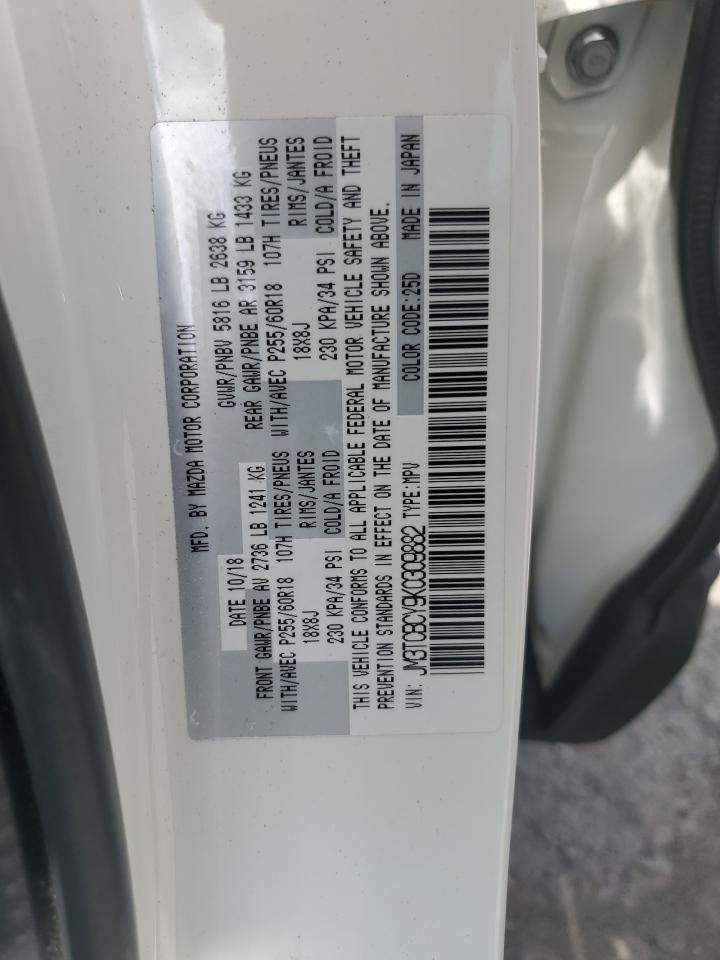 MFD. BY MAZDA MOTOR CORPORATION
DATE 10/18 GVWR/PNBV 5816 LB 2638 KG
FRONT GAWR/PNBE AV 2736 LB 1241 KG REAR GAWR/PNBE AR 3159 LB 1433 KG
WITH/AVEC P255/60R18 107H TIRES/PNEUS WITH/AVEC P255/60R18 107H TIRES/PNEUS
18X8J RIMS/JANTES 18X8J RIMS/JANTES
230 KPA/34 PSI COLD/A FROID 230 KPA/34 PSI COLD/A FROID
THIS VEHICLE CONFORMS TO ALL APPLICABLE FEDERAL MOTOR VEHICLE SAFETY AND THEFT
PREVENTION STANDARDS IN EFFECT ON THE DATE OF MANUFACTURE SHOWN ABOVE.
COLOR CODE:25D MADE IN JAPAN
VIN: JM3TCBCY9K0309882 TYPE:MPV